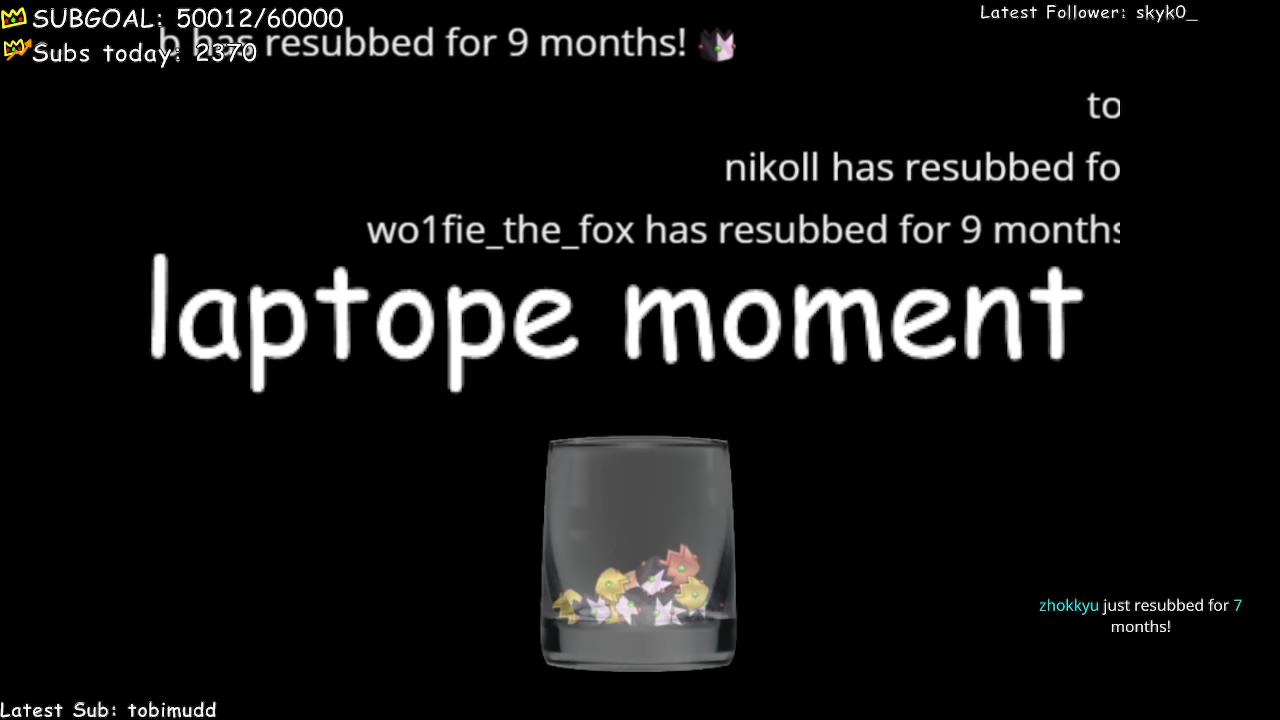 SUBGOAL: 50012/60000
Latest Follower: skyk0_
h has resubbed for 9 months!
Subs today: 2370
to
nikoll has resubbed fo
wo1fie_the_fox has resubbed for 9 months
laptope moment
zhokkyu just resubbed for 7
months!
Latest Sub: tobimudd